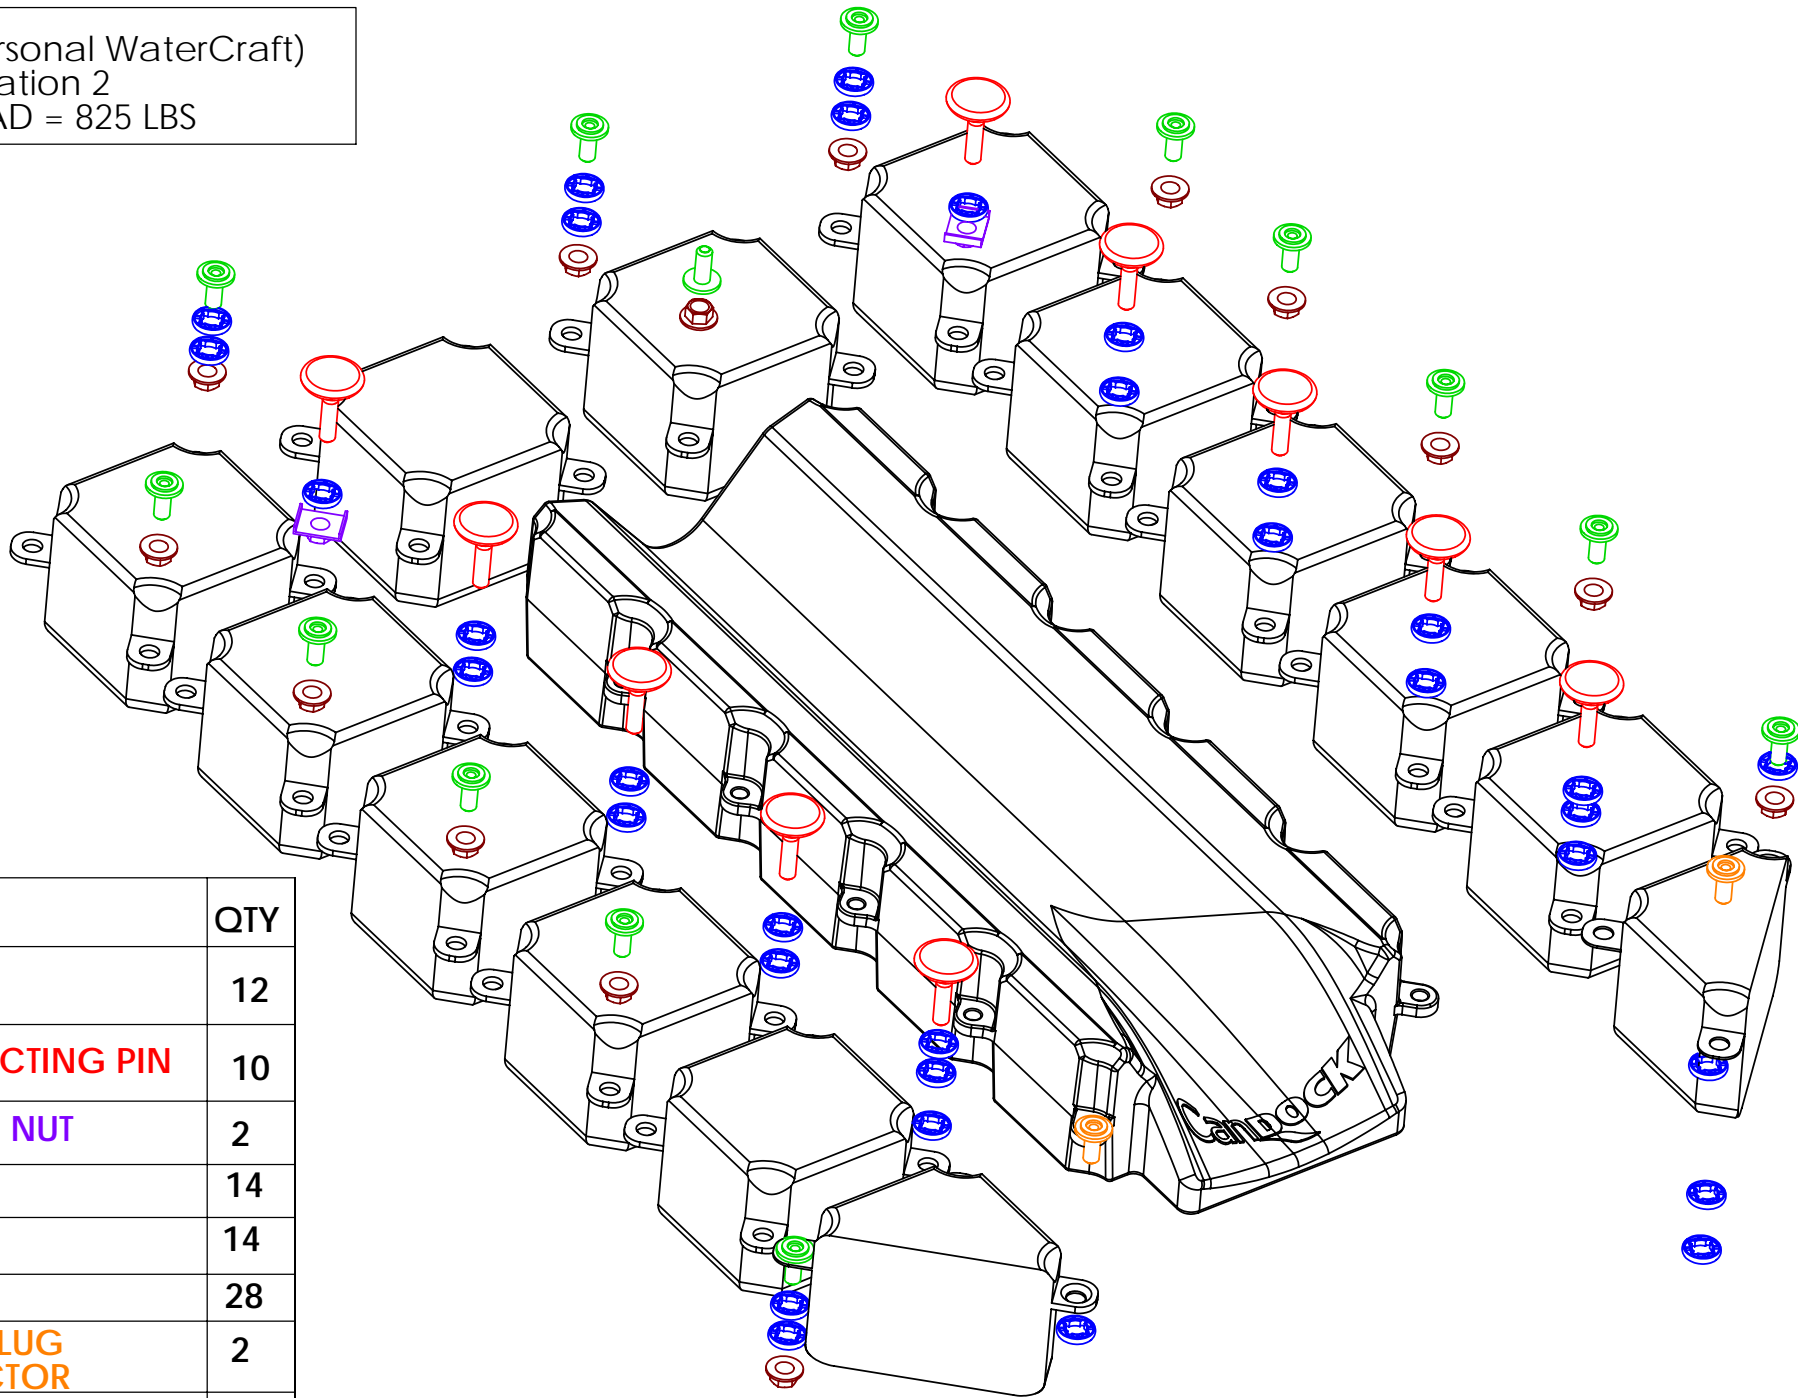 rsonal WaterCraft)
ation 2
AD = 825 LBS
QTY
12
CTING PIN 10
NUT 2
14
14
28
LUG
CTOR 2
CanDock